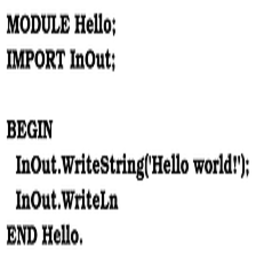 MODULE Hello;
IMPORT InOut;

BEGIN
  InOut.WriteString('Hello world!');
  InOut.WriteLn
END Hello.